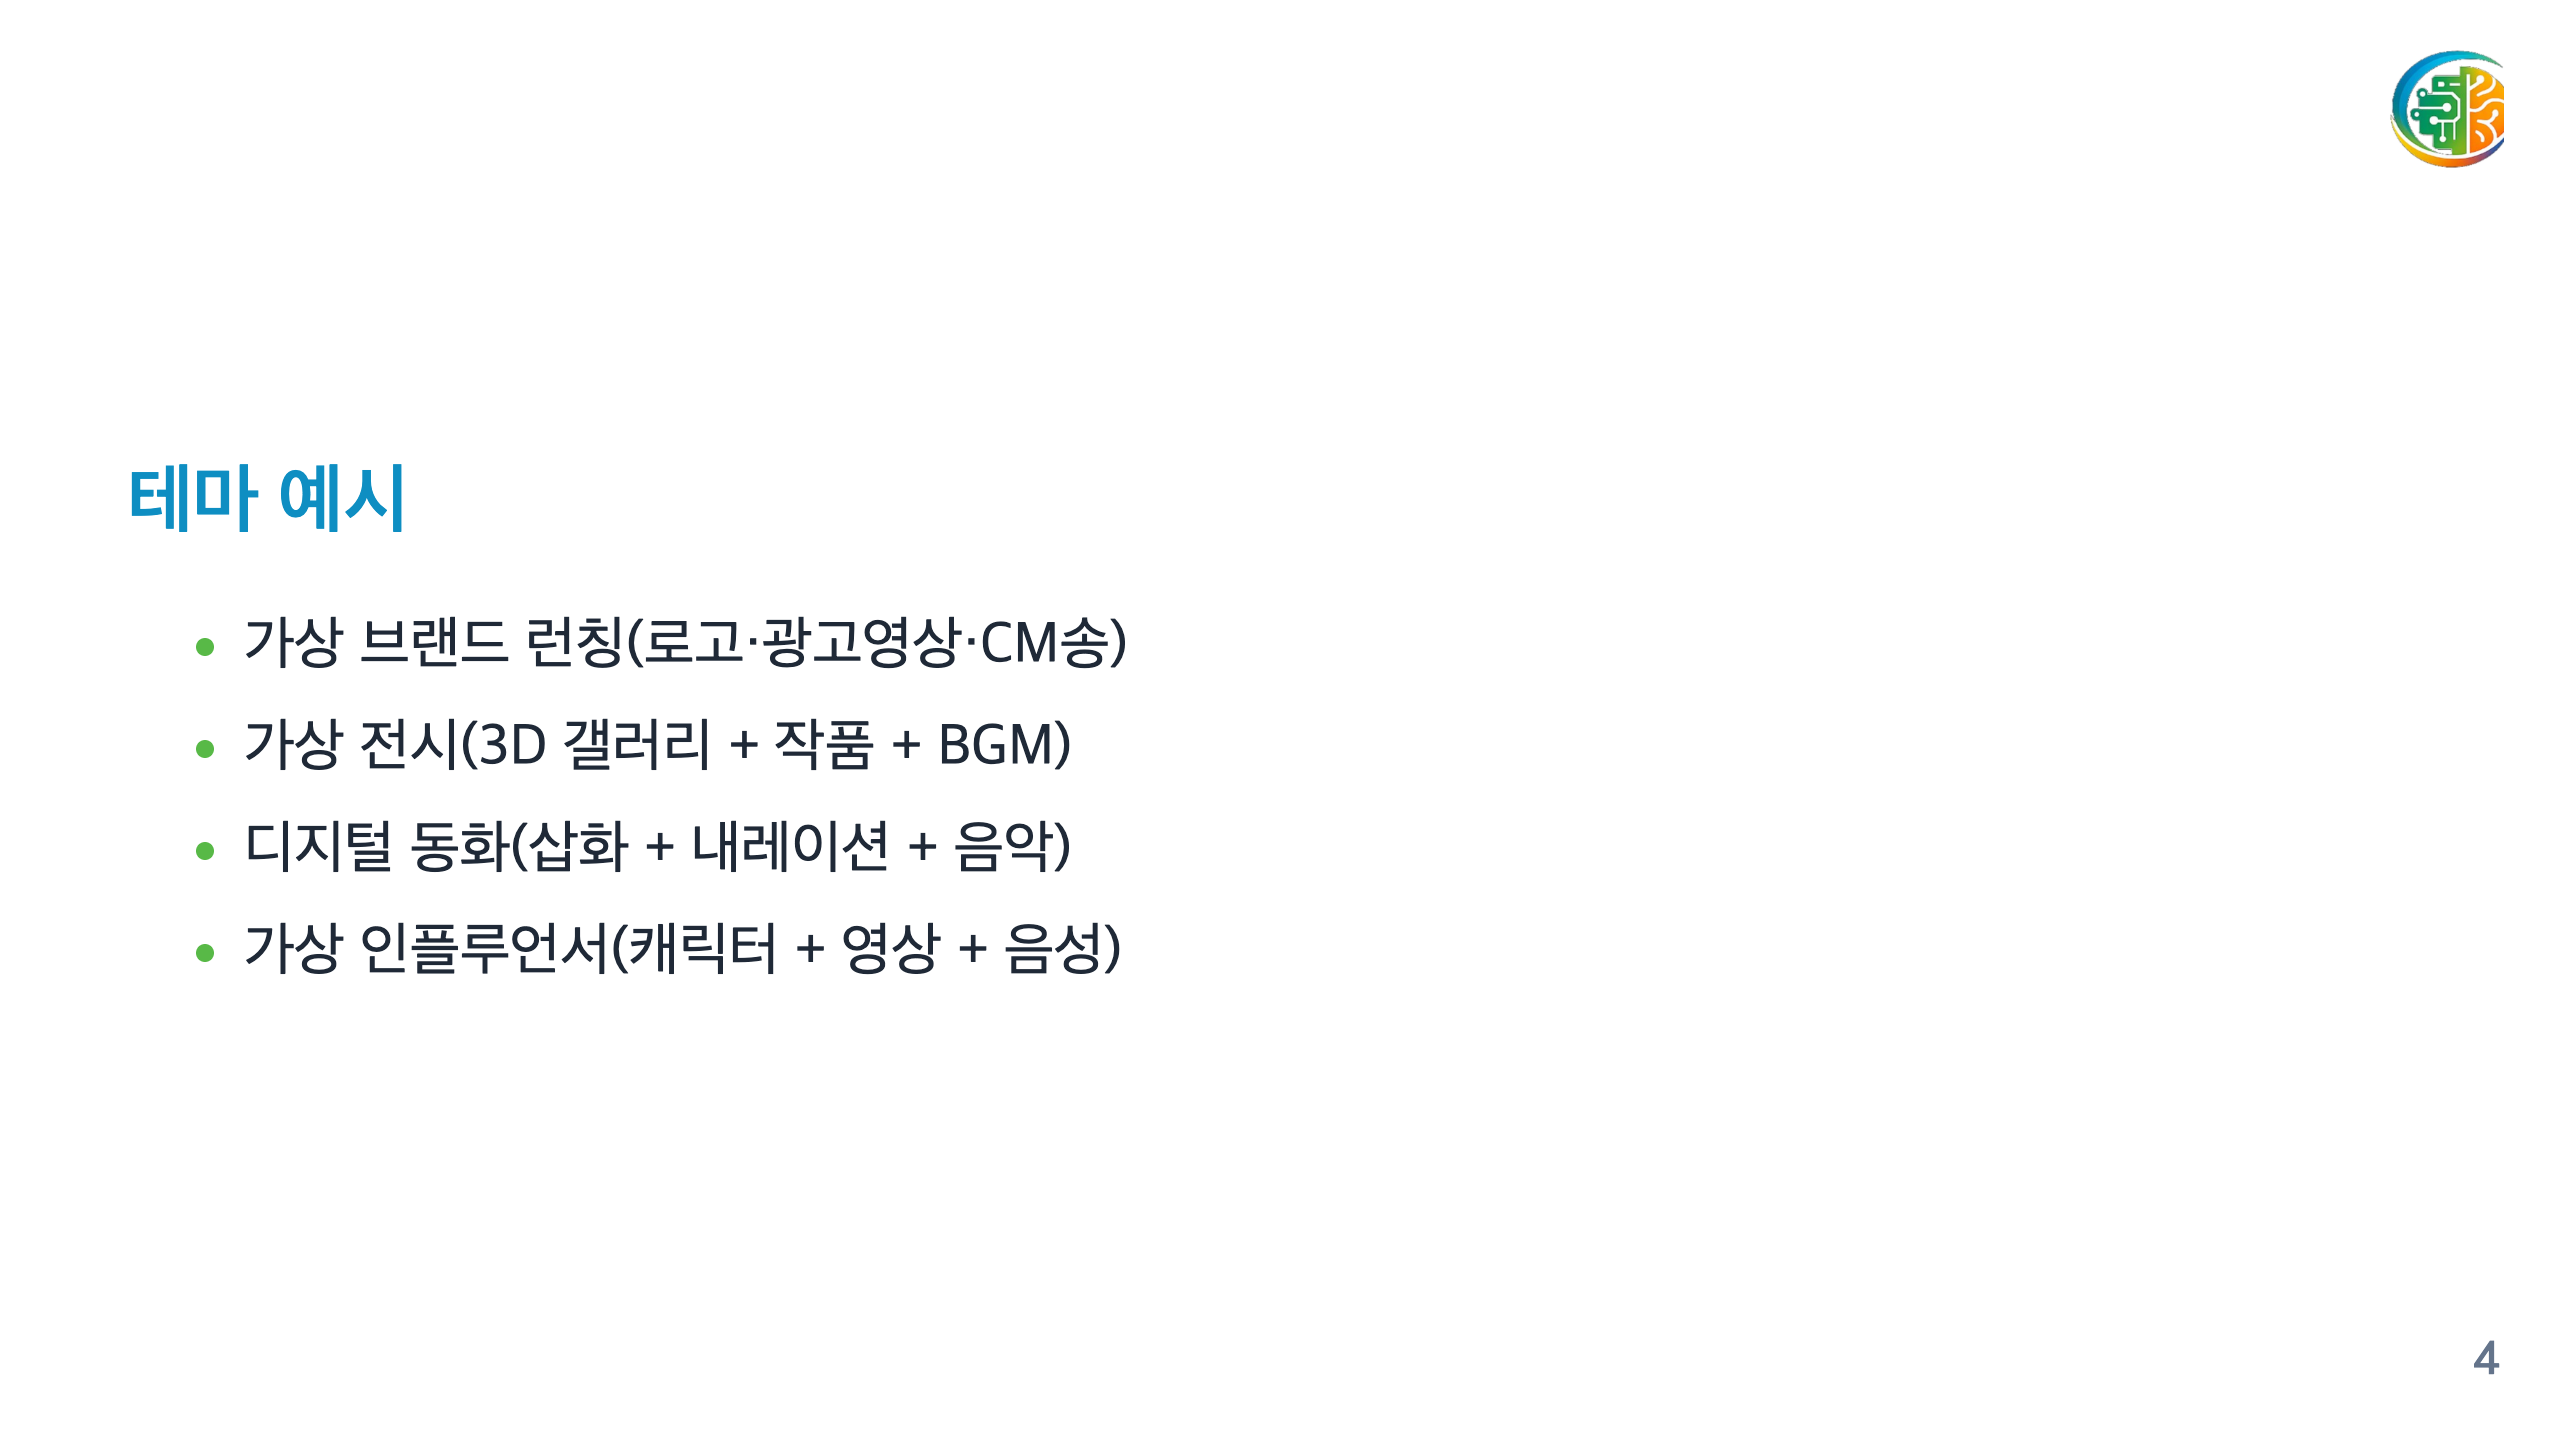 테마 예시
• 가상 브랜드 런칭(로고·광고영상·CM송)
• 가상 전시(3D 갤러리 + 작품 + BGM)
• 디지털 동화(삽화 + 내레이션 + 음악)
• 가상 인플루언서(캐릭터 + 영상 + 음성)
4